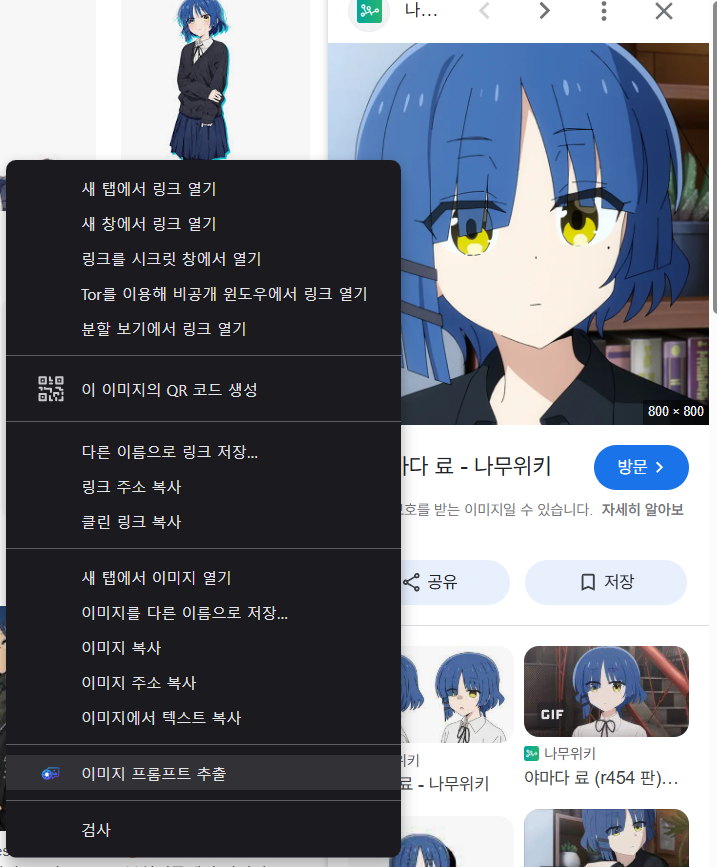 나…
새 탭에서 링크 열기
새 창에서 링크 열기
링크를 시크릿 창에서 열기
Tor를 이용해 비공개 윈도우에서 링크 열기
분할 보기에서 링크 열기
이 이미지의 QR 코드 생성
다른 이름으로 링크 저장...
링크 주소 복사
클린 링크 복사
새 탭에서 이미지 열기
이미지를 다른 이름으로 저장...
이미지 복사
이미지 주소 복사
이미지에서 텍스트 복사
이미지 프롬프트 추출
검사
800 × 800
다 료 - 나무위키
방문
를 받는 이미지일 수 있습니다. 자세히 알아보
공유
저장
GIF
키
료 - 나무위키
나무위키
야마다 료 (r454 판)…